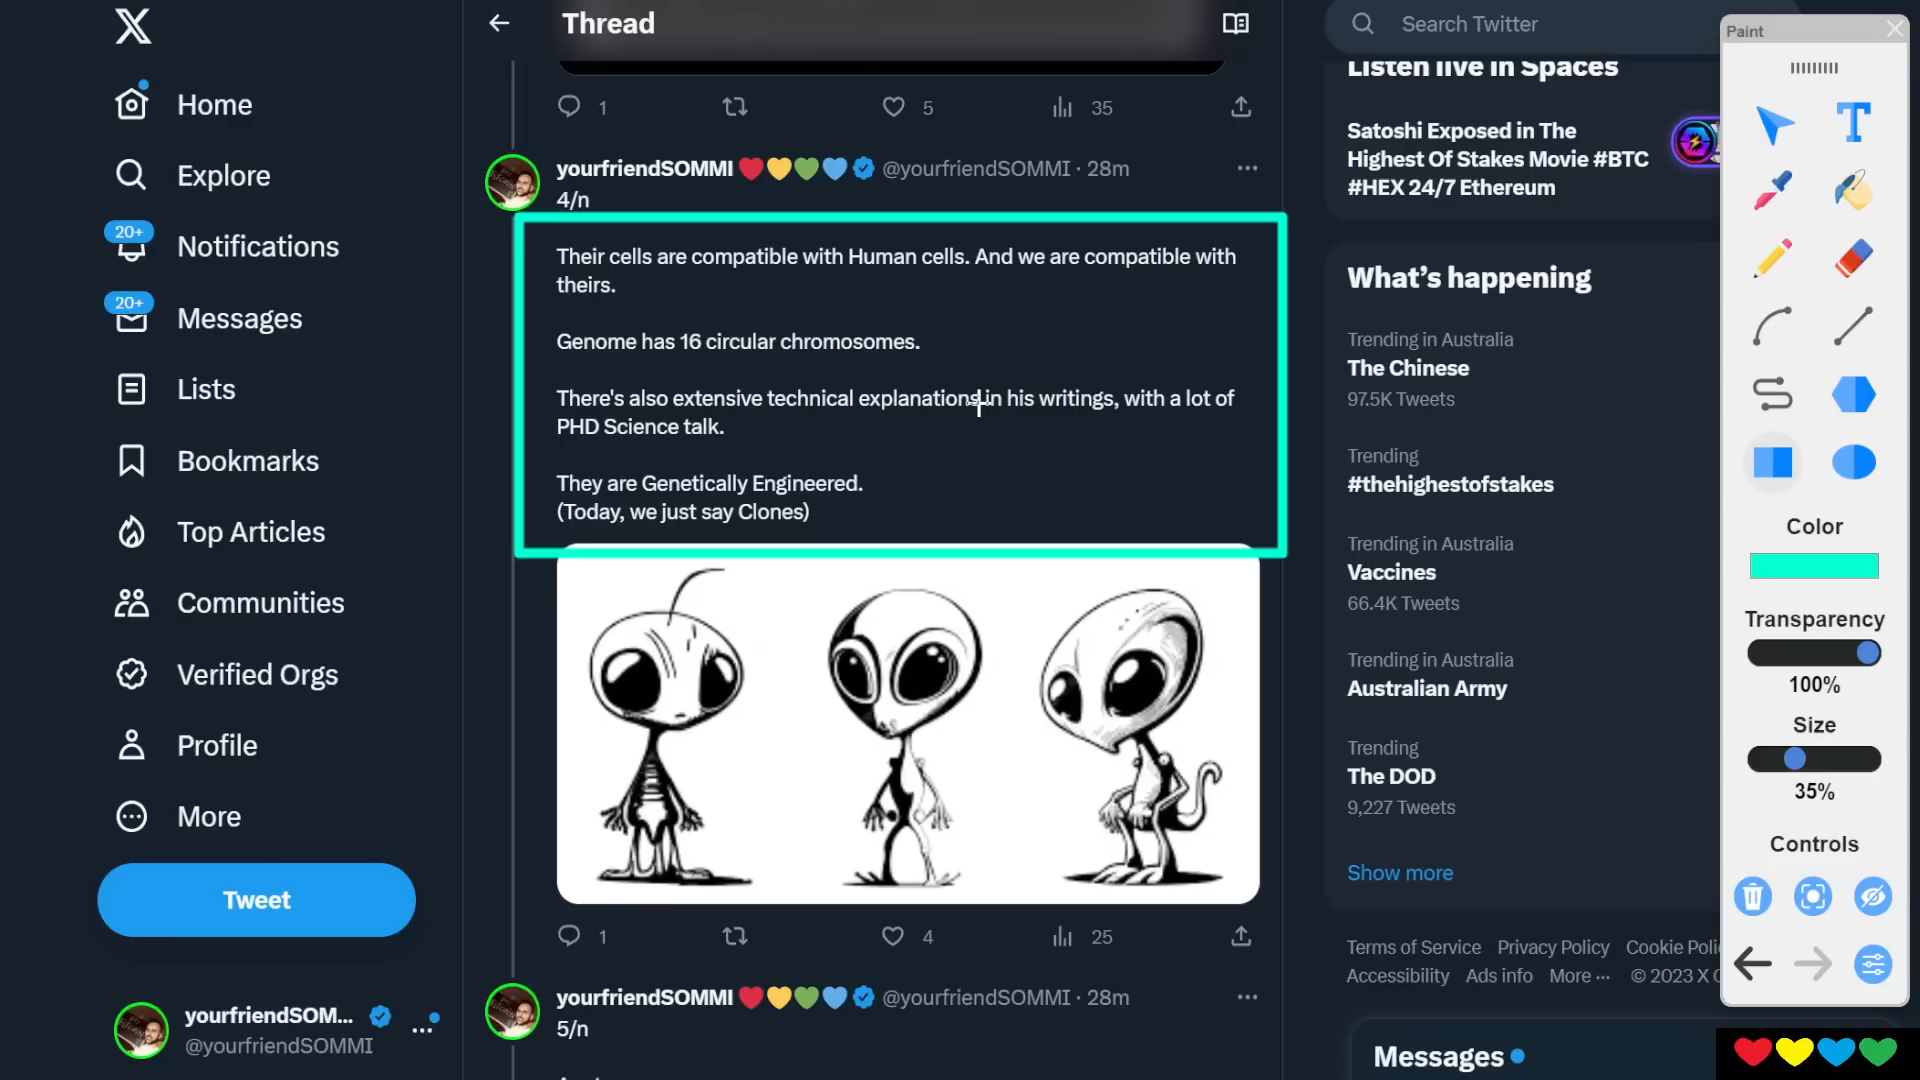 Home
Explore
20+
Notifications
20+
Messages
Lists
Bookmarks
Top Articles
Communities
Verified Orgs
Profile
More
Tweet
yourfriendSOM...
@yourfriendSOMMI
Thread
1
5
35
yourfriendSOMMI @yourfriendSOMMI · 28m
4/n
Their cells are compatible with Human cells. And we are compatible with
theirs.
Genome has 16 circular chromosomes.
There's also extensive technical explanations in his writings, with a lot of
PHD Science talk.
They are Genetically Engineered.
(Today, we just say Clones)
1
4
25
yourfriendSOMMI @yourfriendSOMMI · 28m
5/n
Search Twitter
Listen live in Spaces
Satoshi Exposed in The
Highest Of Stakes Movie #BTC
#HEX 24/7 Ethereum
What's happening
Trending in Australia
The Chinese
97.5K Tweets
Trending
#thehighestofstakes
Trending in Australia
Vaccines
66.4K Tweets
Trending in Australia
Australian Army
Trending
The DOD
9,227 Tweets
Show more
Terms of Service Privacy Policy Cookie
Accessibility Ads info More ··· © 2023 X
Messages
Paint
T
Color
Transparency
100%
Size
35%
Controls